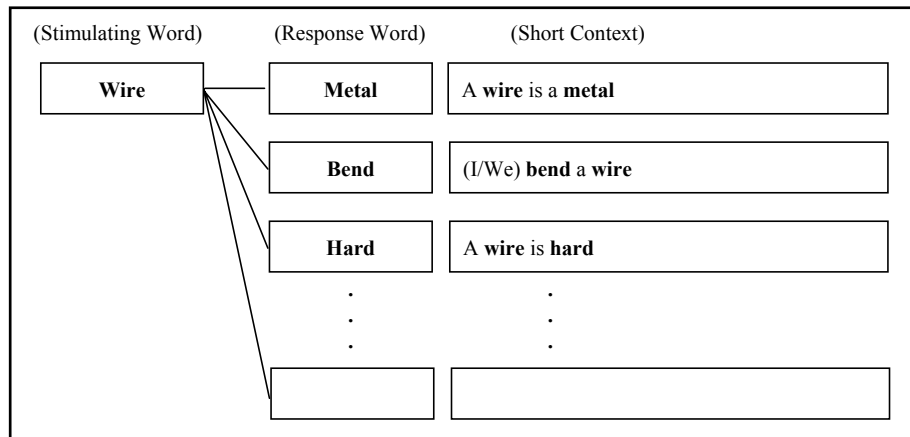 (Stimulating Word) (Response Word) (Short Context)
Wire Metal A wire is a metal
Bend (I/We) bend a wire
Hard A wire is hard
. .
. .
. .